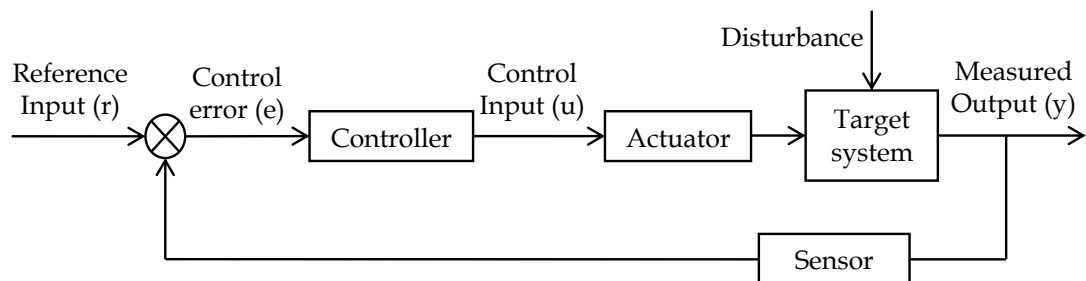 Disturbance
Reference
Input (r)
Control
error (e)
Control
Input (u)
Measured
Output (y)
Controller
Actuator
Target
system
Sensor